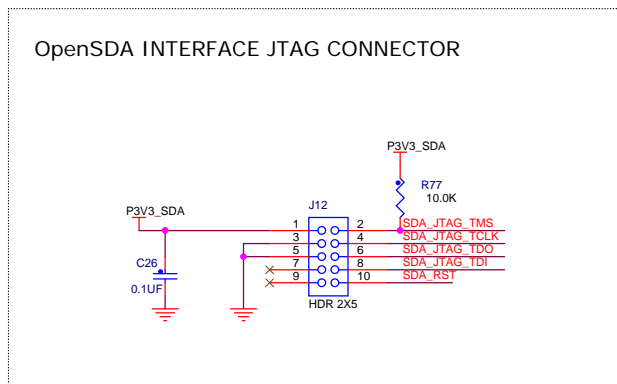 OpenSDA INTERFACE JTAG CONNECTOR
P3V3_SDA
R77
10.0K
J12
P3V3_SDA
1 2 SDA_JTAG_TMS
3 4 SDA_JTAG_TCLK
5 6 SDA_JTAG_TDO
7 8 SDA_JTAG_TDI
9 10 SDA_RST
C26
0.1UF
HDR 2X5